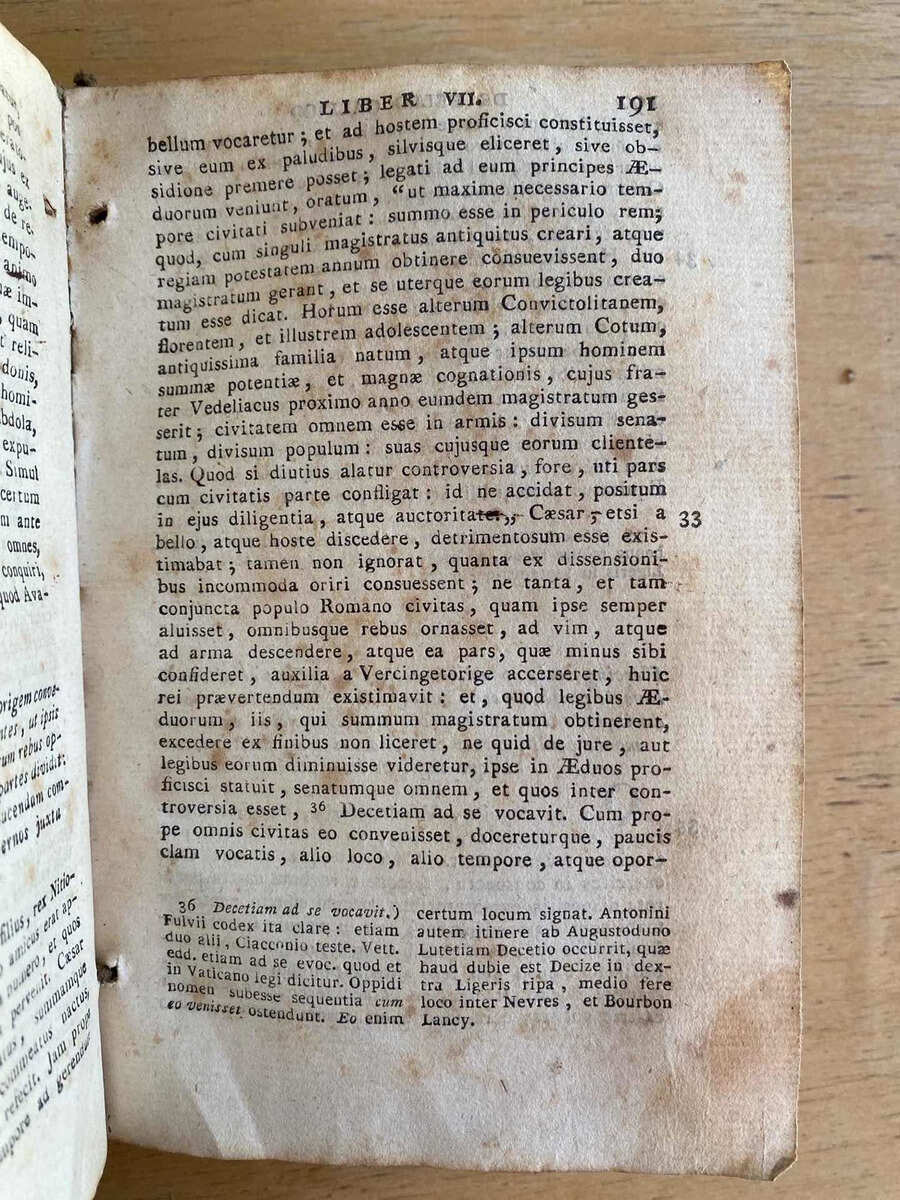 LIBER VII. 191
bellum vocaretur; et ad hostem proficisci constituisset,
sive eum ex paludibus, silvisque eliceret, sive ob-
sidione premere posset; legati ad eum principes Æ-
duorum veniunt, oratum, “ut maxime necessario tem-
pore civitati subveniat: summo esse in periculo rem;
quod, cum singuli magistratus antiquitus creari, atque
regiam potestatem annum obtinere consuevissent, duo
magistratum gerant, et se uterque eorum legibus crea-
tum esse dicat. Horum esse alterum Convictolitanem,
florentem, et illustrem adolescentem; alterum Cotum,
antiquissima familia natum, atque ipsum hominem
summæ potentiæ, et magnæ cognationis, cujus fra-
ter Vedeliacus proximo anno eumdem magistratum ges-
serit; civitatem omnem esse in armis: divisum sena-
tum, divisum populum: suas cujusque eorum cliente-
las. Quod si diutius alatur controversia, fore, uti pars
cum civitatis parte confligat: id ne accidat, positum
in ejus diligentia, atque auctoritate,, Cæsar, etsi a 33
bello, atque hoste discedere, detrimentosum esse exis-
timabat; tamen non ignorat, quanta ex dissensioni-
bus incommoda oriri consuessent; ne tanta, et tam
conjuncta populo Romano civitas, quam ipse semper
aluisset, omnibusque rebus ornasset, ad vim, atque
ad arma descendere, atque ea pars, quæ minus sibi
confideret, auxilia a Vercingetorige accerseret, huic
rei prævertendum existimavit: et, quod legibus Æ-
duorum, iis, qui summum magistratum obtinerent,
excedere ex finibus non liceret, ne quid de jure, aut
legibus eorum diminuisse videretur, ipse in Æduos pro-
ficisci statuit, senatumque omnem, et quos inter con-
troversia esset, 36 Decetiam ad se vocavit. Cum pro-
pe omnis civitas eo convenisset, docereturque, paucis
clam vocatis, alio loco, alio tempore, atque opor-
36 Decetiam ad se vocavit.)
Fulvii codex ita clare: etiam
duo alii, Ciacconio teste. Vett.
edd. etiam ad se evoc. quod et
in Vaticano legi dicitur. Oppidi
nomen subesse sequentia cum
eo venisset ostendunt. Eo enim
certum locum signat. Antonini
autem itinere ab Augustoduno
Lutetiam Decetio occurrit, quæ
haud dubie est Decize in dex-
tra Ligeris ripa, medio fere
loco inter Nevres, et Bourbon
Lancy.